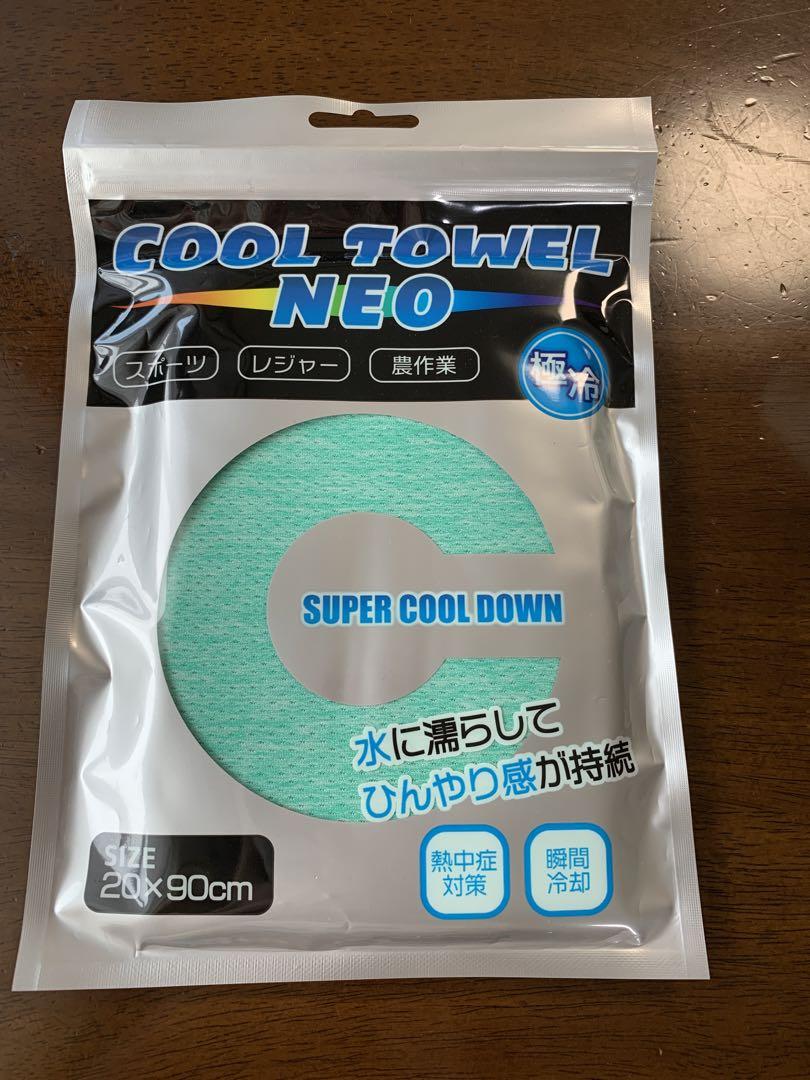 COOL TOWEL
NEO
スポーツ
レジャー
農作業
極冷
SUPER COOL DOWN
水に濡らして
ひんやり感が持続
SIZE
20×90cm
熱中症
対策
瞬間
冷却